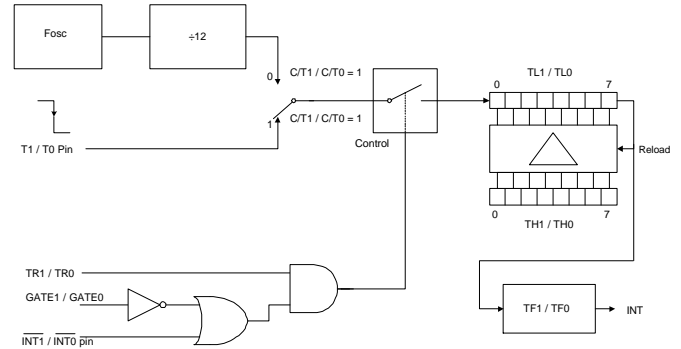 Fosc
÷12
0
C/T1 / C/T0 = 1
1
C/T1 / C/T0 = 1
T1 / T0 Pin
Control
TL1 / TL0
0 7
Reload
0 7
TH1 / TH0
TR1 / TR0
GATE1 / GATE0
INT1 / INT0 pin
TF1 / TF0
INT